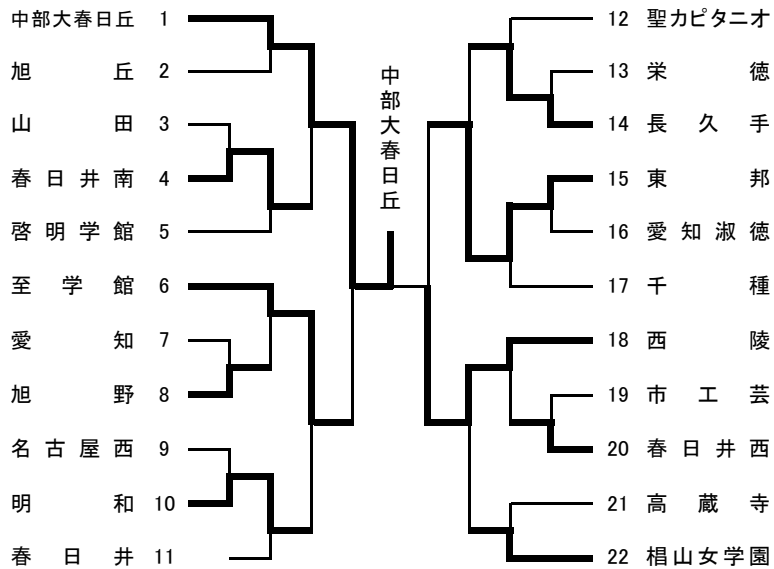 中部大春日丘 1
旭丘 2
山田 3
春日井南 4
啓明学館 5
至学館 6
愛知 7
旭野 8
名古屋西 9
明和 10
春日井 11
中部大春日丘
12 聖カピタニオ
13 栄徳
14 長久手
15 東邦
16 愛知淑徳
17 千種
18 西陵
19 市工芸
20 春日井西
21 高蔵寺
22 椙山女学園